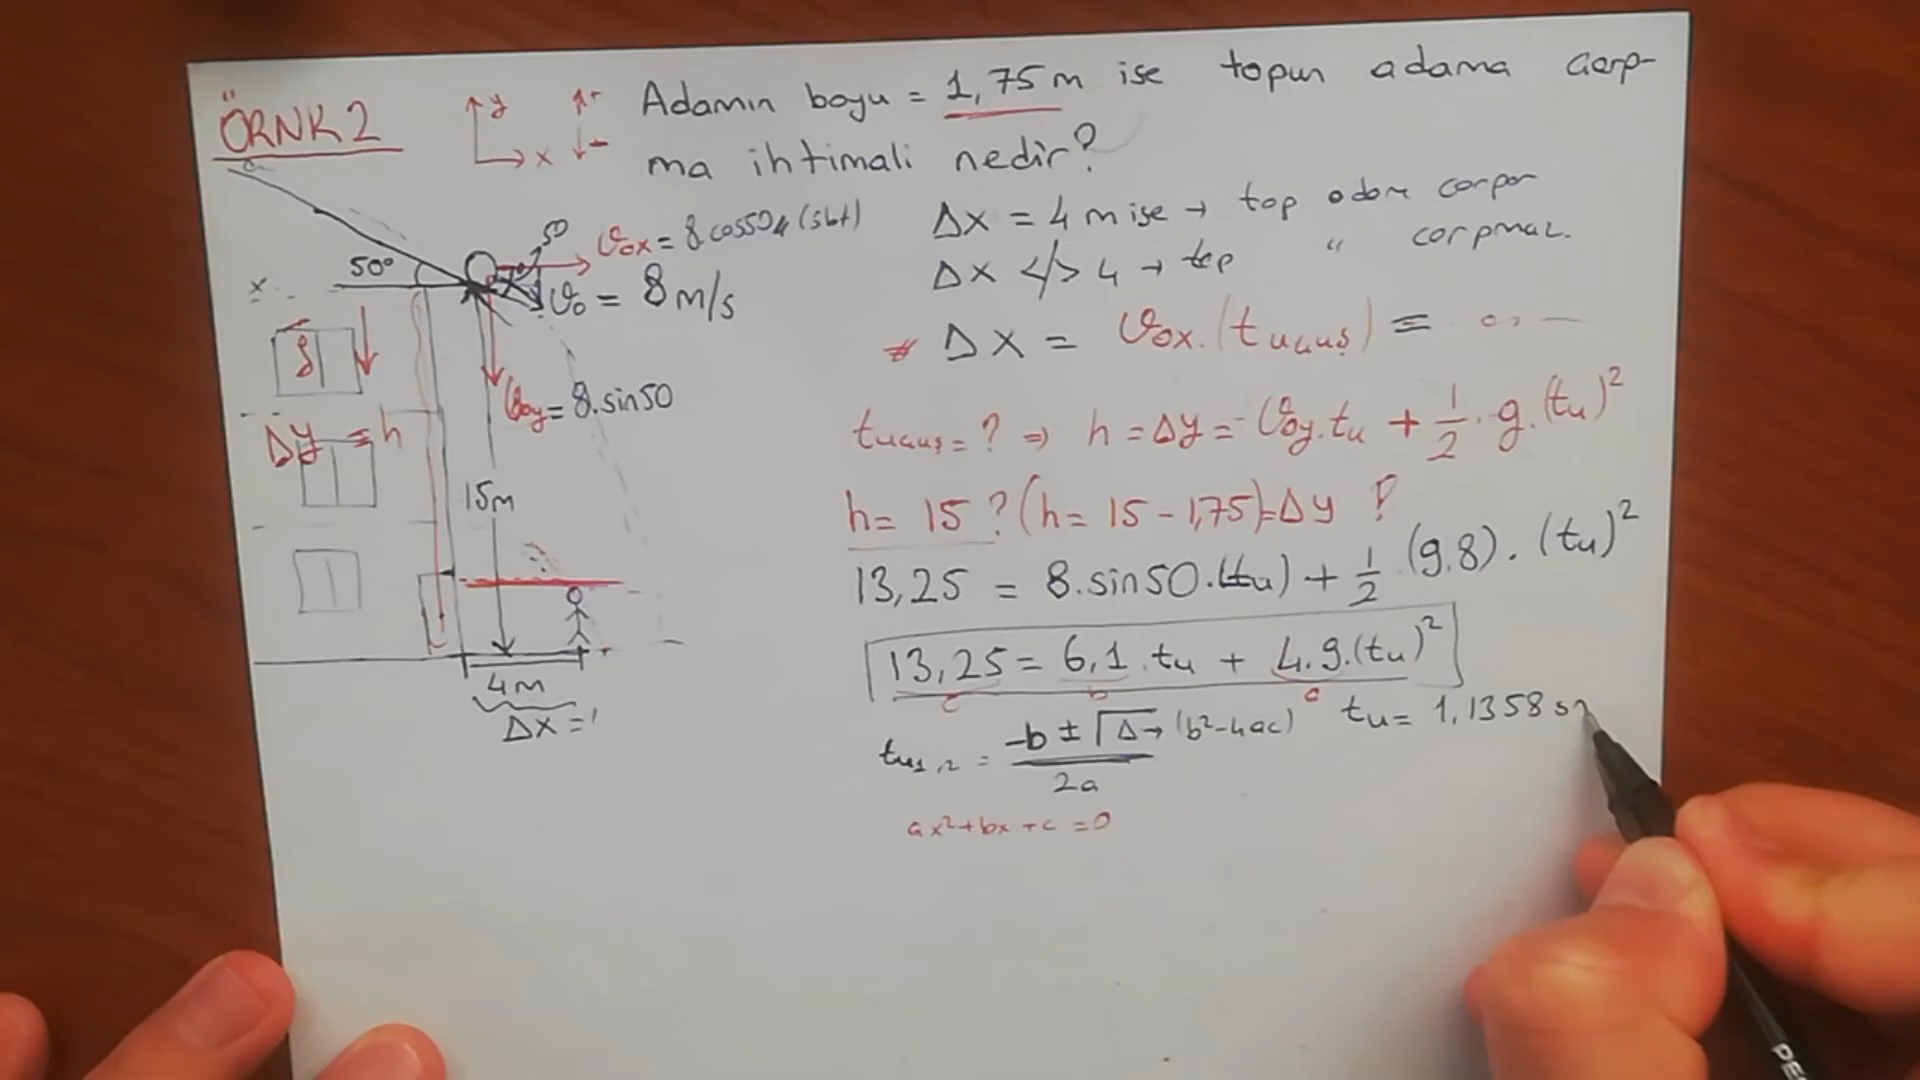 ÖRNK 2
y
x
+
-
Adamın boyu = 1,75 m ise topun adama çarp-
ma ihtimali nedir?
50°
50
Vox = 8 cos50 (sbt)
V0 = 8 m/s
Voy = 8.sin50
x
g
Δy = h
15m
4m
Δx = ?
Δx = 4 m ise → top adam çarpar
Δx </> 4 → top " çarpmaz.
* Δx = Vox.(tuçuş) =
tuçuş = ? ⇒ h = Δy = Voy.tu + 1/2 . g.(tu)²
h = 15 ? (h = 15 - 1,75) = Δy ?
13,25 = 8.sin50.(tu) + 1/2 (9.8) . (tu)²
13,25 = 6,1 . tu + 4.9.(tu)²
c b a
tu1,2 = -b ± √Δ → (b²-4ac)
2a
tu = 1,1358 sn
ax²+bx+c=0